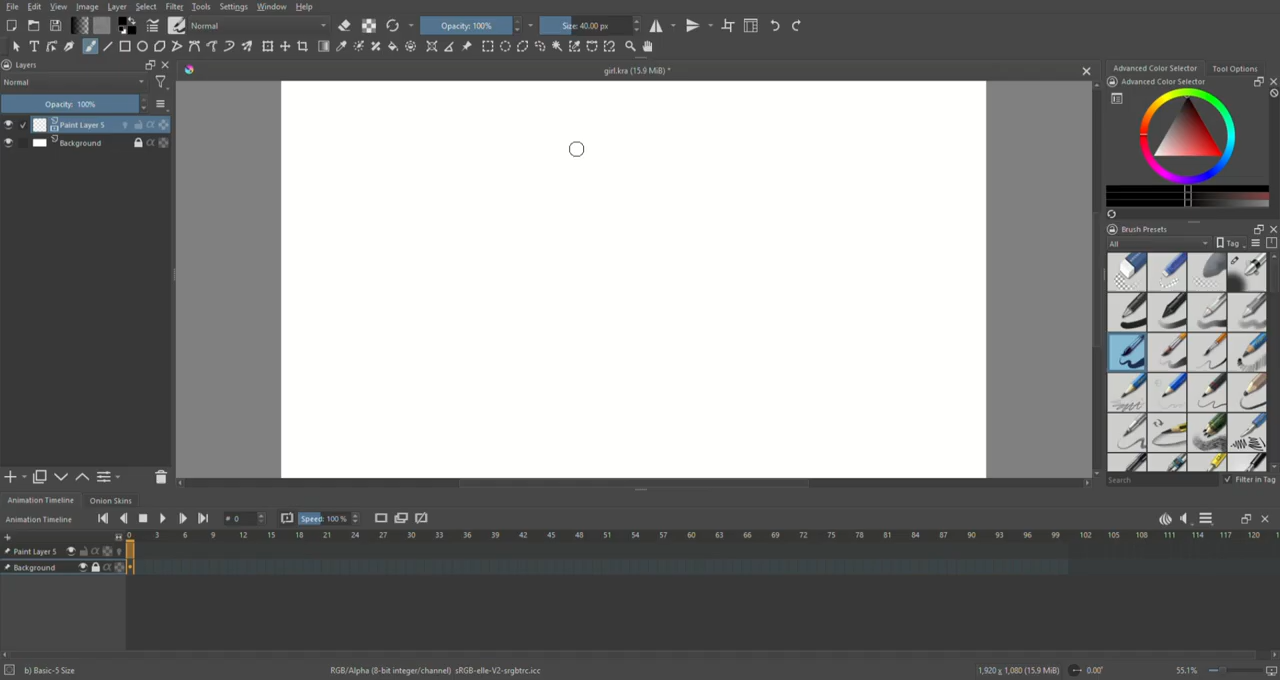 File Edit View Image Layer Select Filter Tools Settings Window Help
Normal Opacity: 100% Size: 40.00 px
Layers
girl.kra (15.9 MiB) *
Advanced Color Selector Tool Options
Advanced Color Selector
Normal
Opacity: 100%
Paint Layer 5
Background
Brush Presets
All Tag
Search Filter in Tag
Animation Timeline Onion Skins
Animation Timeline # 0 Speed: 100 %
0 3 6 9 12 15 18 21 24 27 30 33 36 39 42 45 48 51 54 57 60 63 66 69 72 75 78 81 84 87 90 93 96 99 102 105 108 111 114 117 120 123
Paint Layer 5
Background
b) Basic-5 Size RGB/Alpha (8-bit integer/channel) sRGB-elle-V2-srgbtrc.icc 1,920 x 1,080 (15.9 MiB) 0.00° 55.1%